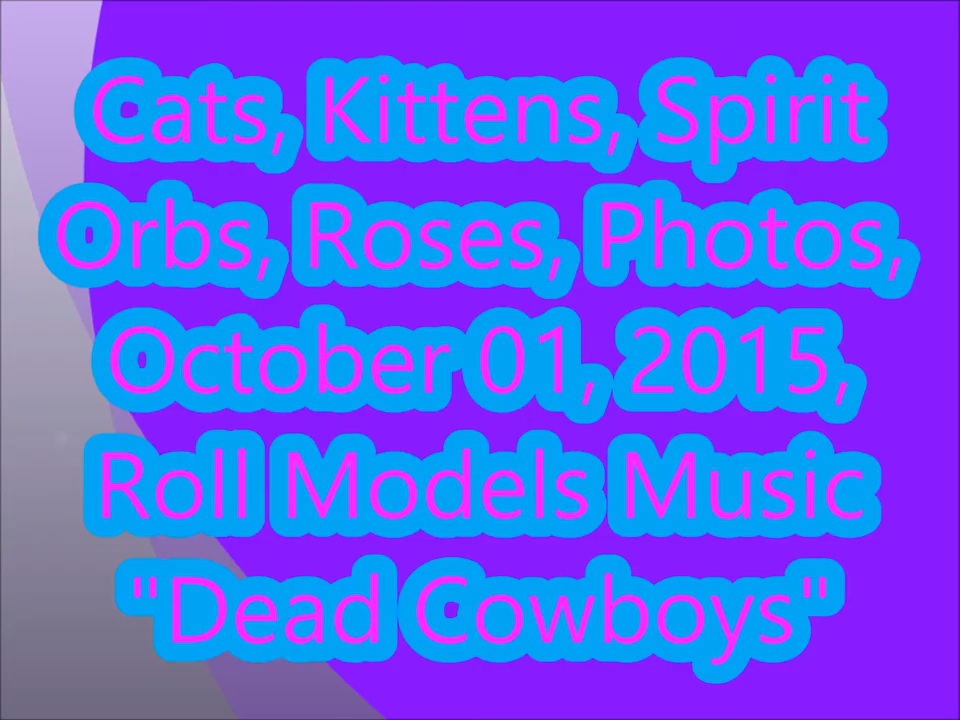 Cats, Kittens, Spirit
Orbs, Roses, Photos,
October 01, 2015,
Roll Models Music
"Dead Cowboys"